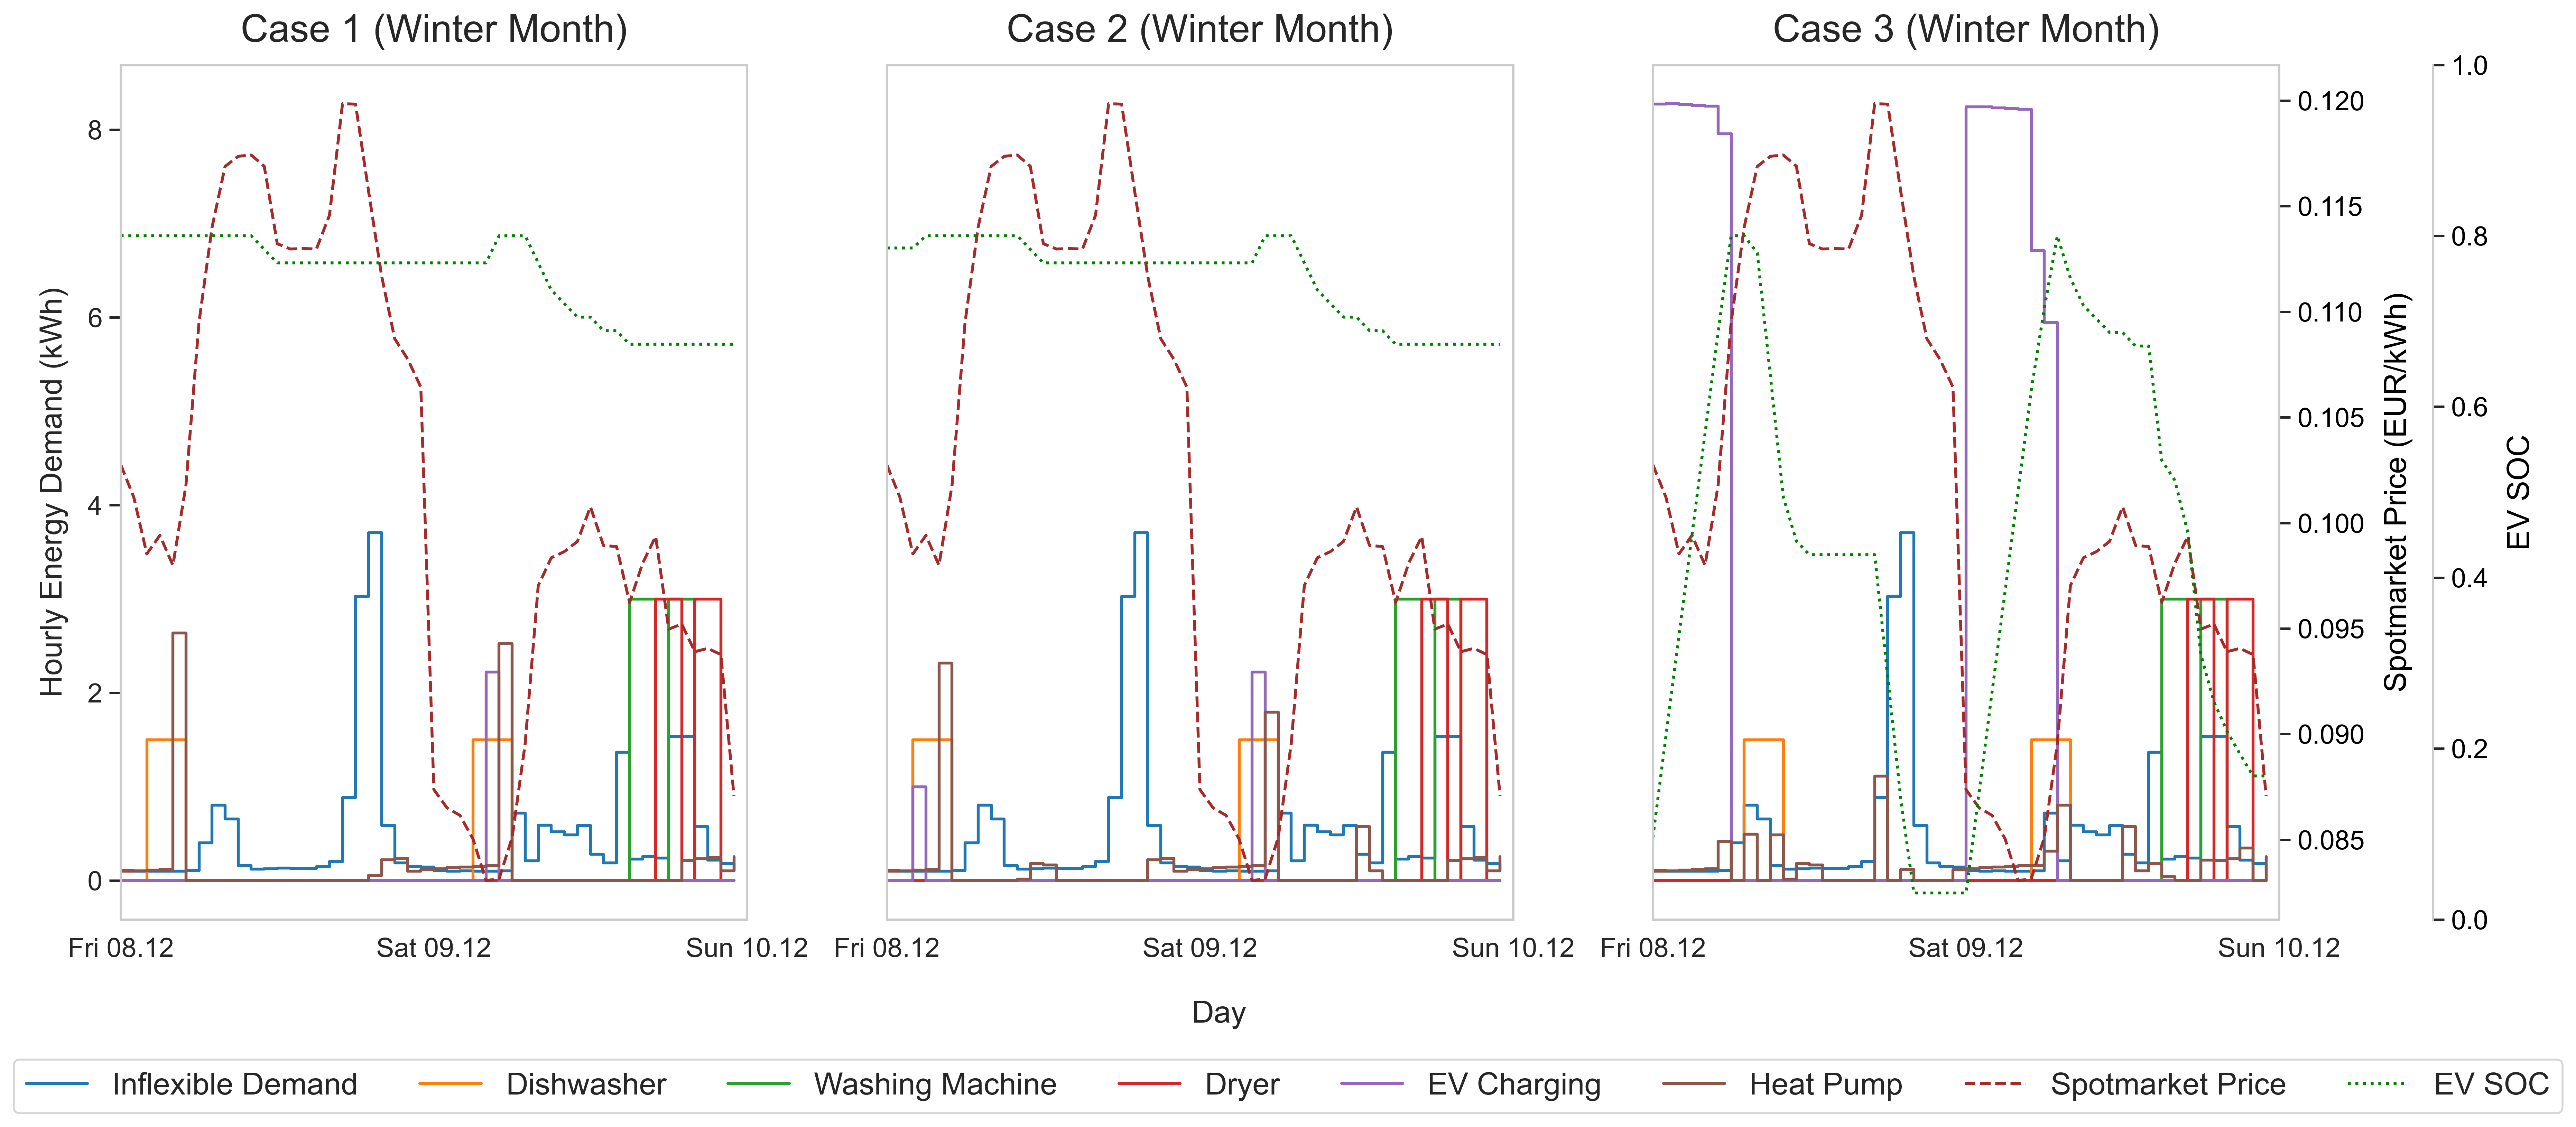 Case 1 (Winter Month)
Case 2 (Winter Month)
Case 3 (Winter Month)
Hourly Energy Demand (kWh)
8
6
4
2
0
Fri 08.12
Sat 09.12
Sun 10.12
Fri 08.12
Sat 09.12
Sun 10.12
Fri 08.12
Sat 09.12
Sun 10.12
0.120
0.115
0.110
0.105
0.100
0.095
0.090
0.085
Spotmarket Price (EUR/kWh)
1.0
0.8
0.6
0.4
0.2
0.0
EV SOC
Day
Inflexible Demand
Dishwasher
Washing Machine
Dryer
EV Charging
Heat Pump
Spotmarket Price
EV SOC